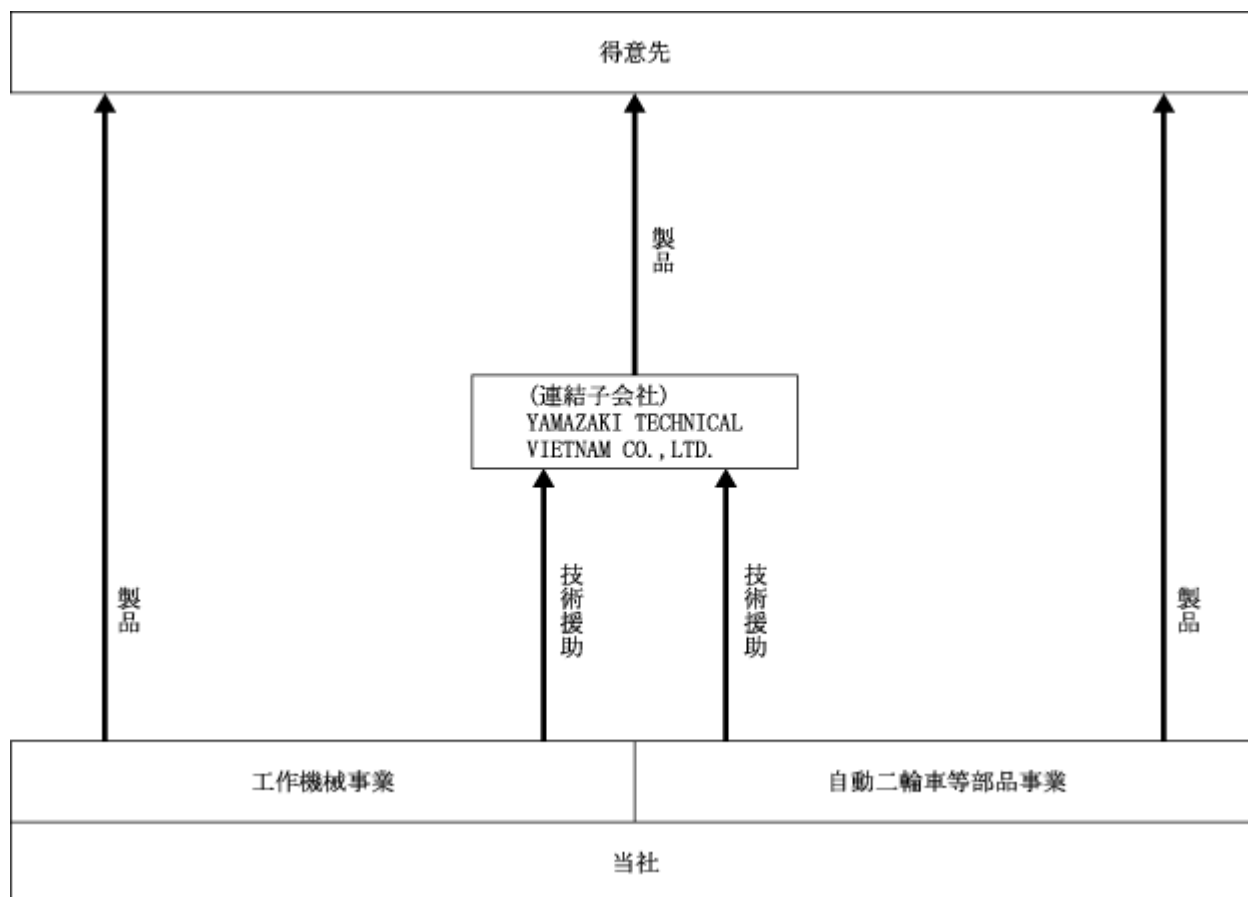 得意先
製品
(連結子会社)
YAMAZAKI TECHNICAL
VIETNAM CO.,LTD.
製品
技術援助
技術援助
製品
工作機械事業
自動二輪車等部品事業
当社